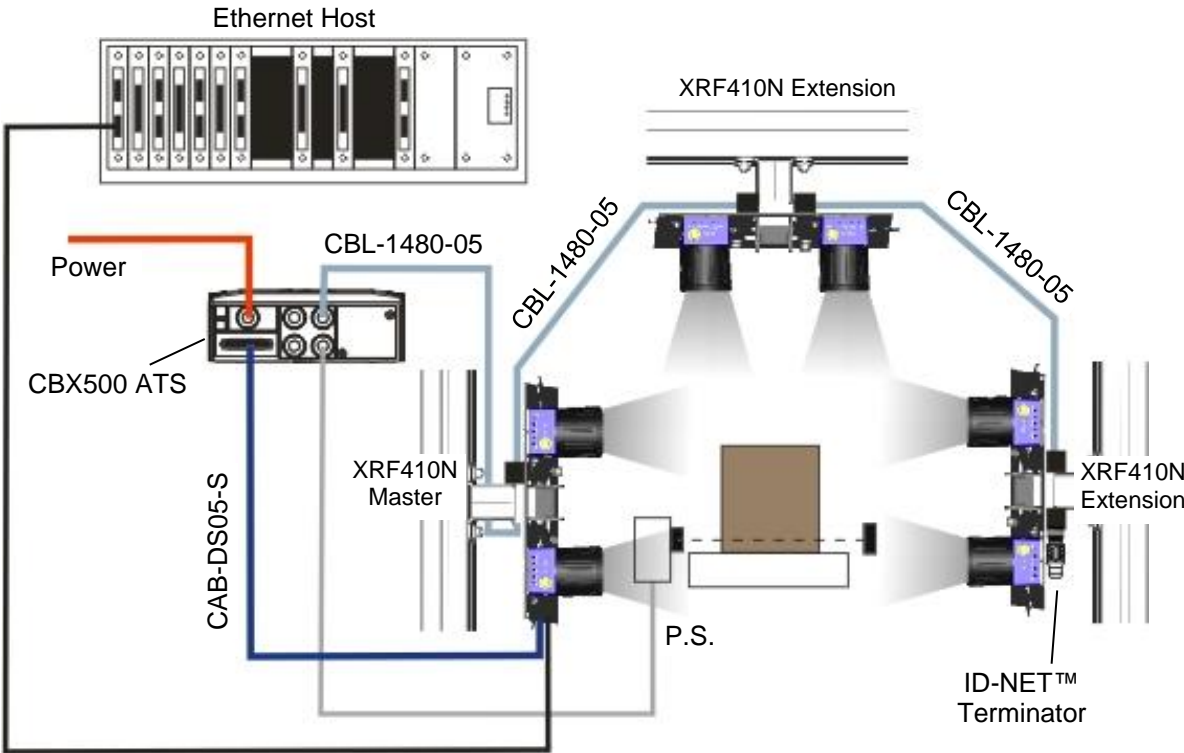 Ethernet Host
XRF410N Extension
CBL-1480-05
CBL-1480-05
CBL-1480-05
Power
CBX500 ATS
XRF410N
Master
XRF410N
Extension
CAB-DS05-S
P.S.
ID-NET™
Terminator